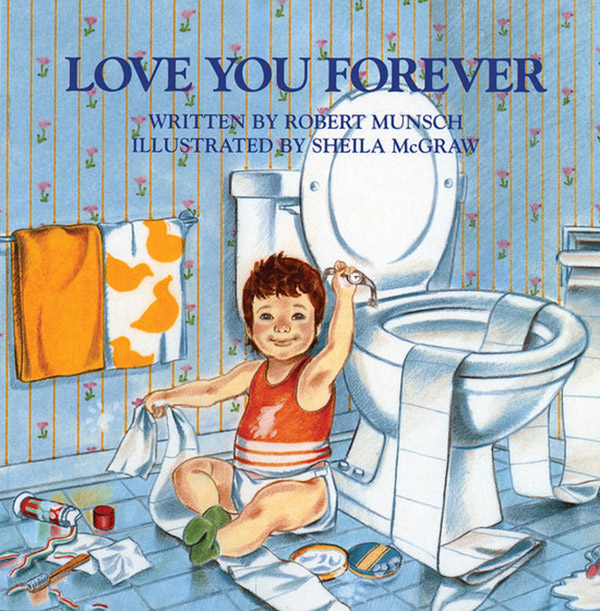 LOVE YOU FOREVER
WRITTEN BY ROBERT MUNSCH
ILLUSTRATED BY SHEILA McGRAW